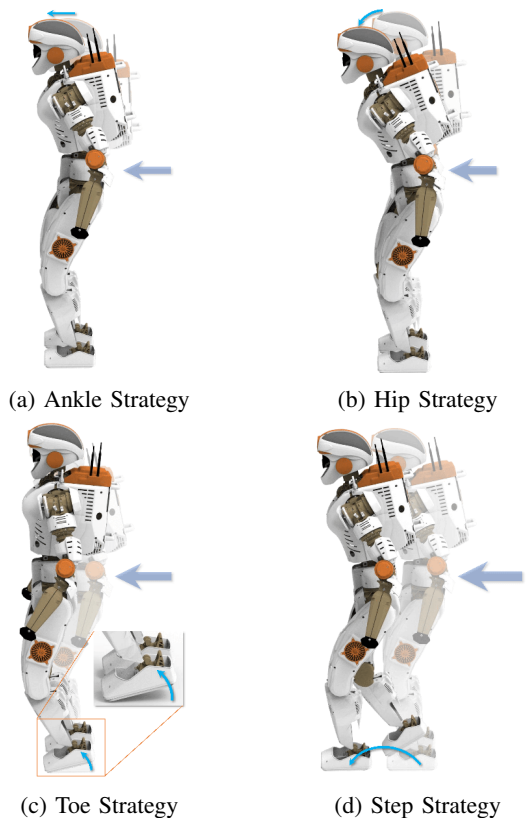 (a) Ankle Strategy
(b) Hip Strategy
(c) Toe Strategy
(d) Step Strategy